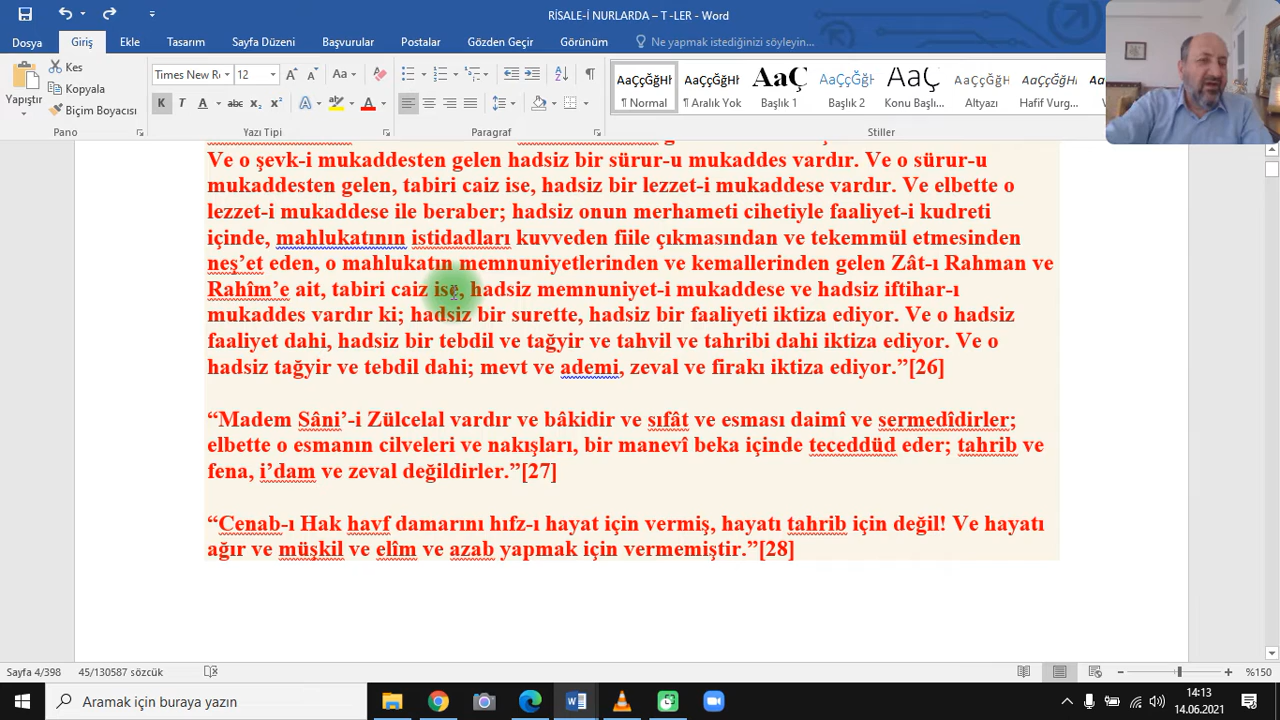 RİSALE-İ NURLARDA – T -LER - Word
Dosya Giriş Ekle Tasarım Sayfa Düzeni Başvurular Postalar Gözden Geçir Görünüm Ne yapmak istediğinizi söyleyin...
Yapıştır
Kes
Kopyala
Biçim Boyacısı
Times New Ro 12
AaÇçĞğHł AaÇçĞğHł AaÇ AaÇçĞğH AaÇç AaÇçĞğH AaÇçĞğHł
¶ Normal ¶ Aralık Yok Başlık 1 Başlık 2 Konu Başlı... Altyazı Hafif Vurg...
Pano Yazı Tipi Paragraf Stiller
Ve o şevk-i mukaddesten gelen hadsiz bir sürur-u mukaddes vardır. Ve o sürur-u
mukaddesten gelen, tabiri caiz ise, hadsiz bir lezzet-i mukaddese vardır. Ve elbette o
lezzet-i mukaddese ile beraber; hadsiz onun merhameti cihetiyle faaliyet-i kudreti
içinde, mahlukatının istidadları kuvveden fiile çıkmasından ve tekemmül etmesinden
neş’et eden, o mahlukatın memnuniyetlerinden ve kemallerinden gelen Zât-ı Rahman ve
Rahîm’e ait, tabiri caiz ise, hadsiz memnuniyet-i mukaddese ve hadsiz iftihar-ı
mukaddes vardır ki; hadsiz bir surette, hadsiz bir faaliyeti iktiza ediyor. Ve o hadsiz
faaliyet dahi, hadsiz bir tebdil ve tağyir ve tahvil ve tahribi dahi iktiza ediyor. Ve o
hadsiz tağyir ve tebdil dahi; mevt ve ademi, zeval ve firakı iktiza ediyor.”[26]
“Madem Sâni’-i Zülcelal vardır ve bâkidir ve sıfât ve esması daimî ve sermedîdirler;
elbette o esmanın cilveleri ve nakışları, bir manevî beka içinde teceddüd eder; tahrib ve
fena, i’dam ve zeval değildirler.”[27]
“Cenab-ı Hak havf damarını hıfz-ı hayat için vermiş, hayatı tahrib için değil! Ve hayatı
ağır ve müşkil ve elîm ve azab yapmak için vermemiştir.”[28]
Sayfa 4/398 45/130587 sözcük %150
Aramak için buraya yazın
14:13
14.06.2021